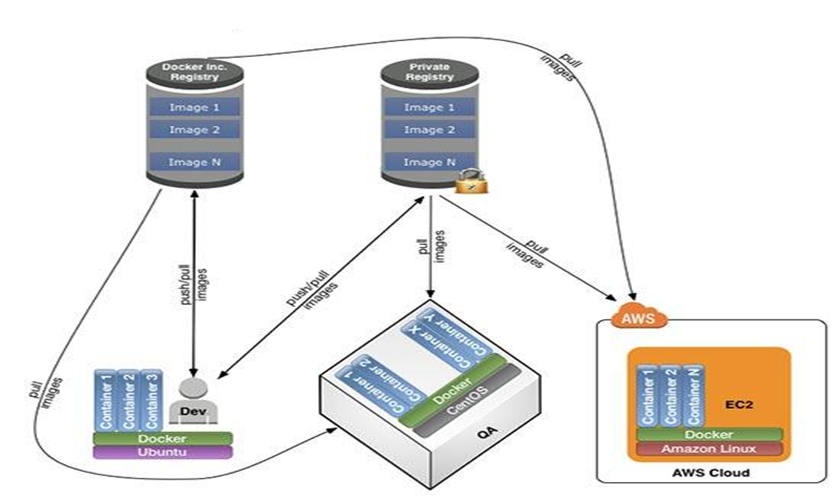 pull
images
Docker Inc.
Registry
Image 1
Image 2
Image N
Private
Registry
Image 1
Image 2
Image N
push/pull
images
push/pull
images
pull
images
pull
images
pull
images
Container 1
Container 2
Container 3
Dev
Docker
Ubuntu
Container 1
Container 2
Container X
Container Y
Docker
CentOS
QA
AWS
Container 1
Container 2
Container N
EC2
Docker
Amazon Linux
AWS Cloud